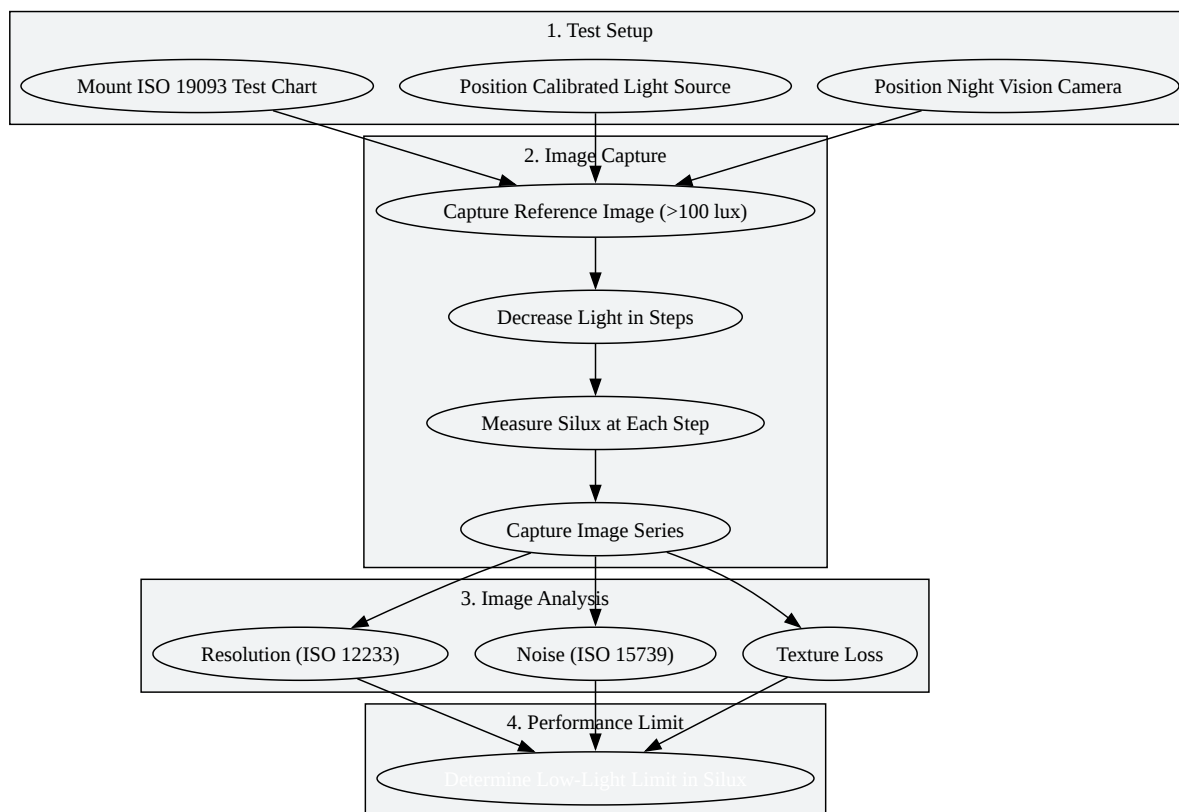 1. Test Setup
Mount ISO 19093 Test Chart
Position Calibrated Light Source
Position Night Vision Camera
2. Image Capture
Capture Reference Image (>100 lux)
Decrease Light in Steps
Measure Silux at Each Step
Capture Image Series
3. Image Analysis
Resolution (ISO 12233)
Noise (ISO 15739)
Texture Loss
4. Performance Limit
Determine Low-Light Limit in Silux